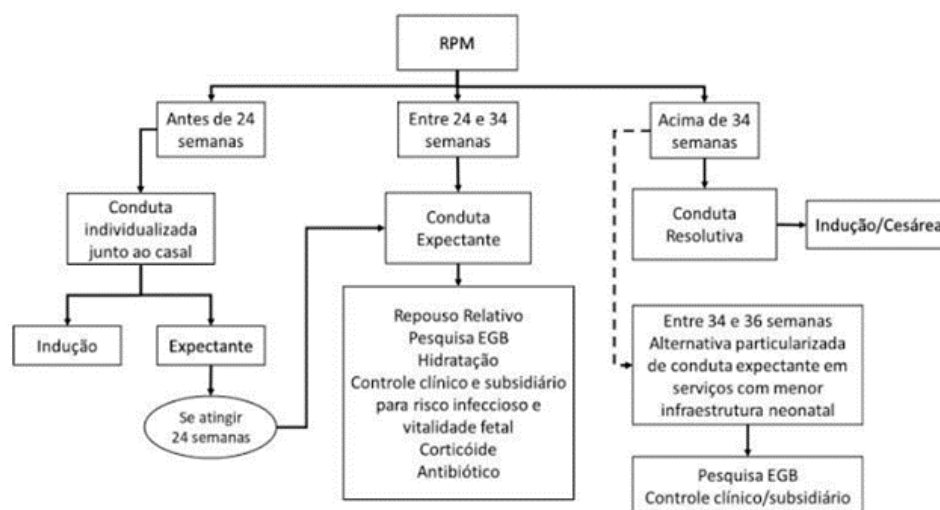 RPM
Antes de 24
semanas
Entre 24 e 34
semanas
Acima de 34
semanas
Conduta
individualizada
junto ao casal
Conduta
Expectante
Conduta
Resolutiva
Indução/Cesárea
Indução
Expectante
Se atingir
24 semanas
Repouso Relativo
Pesquisa EGB
Hidratação
Controle clínico e subsidiário
para risco infeccioso e
vitalidade fetal
Corticóide
Antibiótico
Entre 34 e 36 semanas
Alternativa particularizada
de conduta expectante em
serviços com menor
infraestrutura neonatal
Pesquisa EGB
Controle clínico/subsidiário